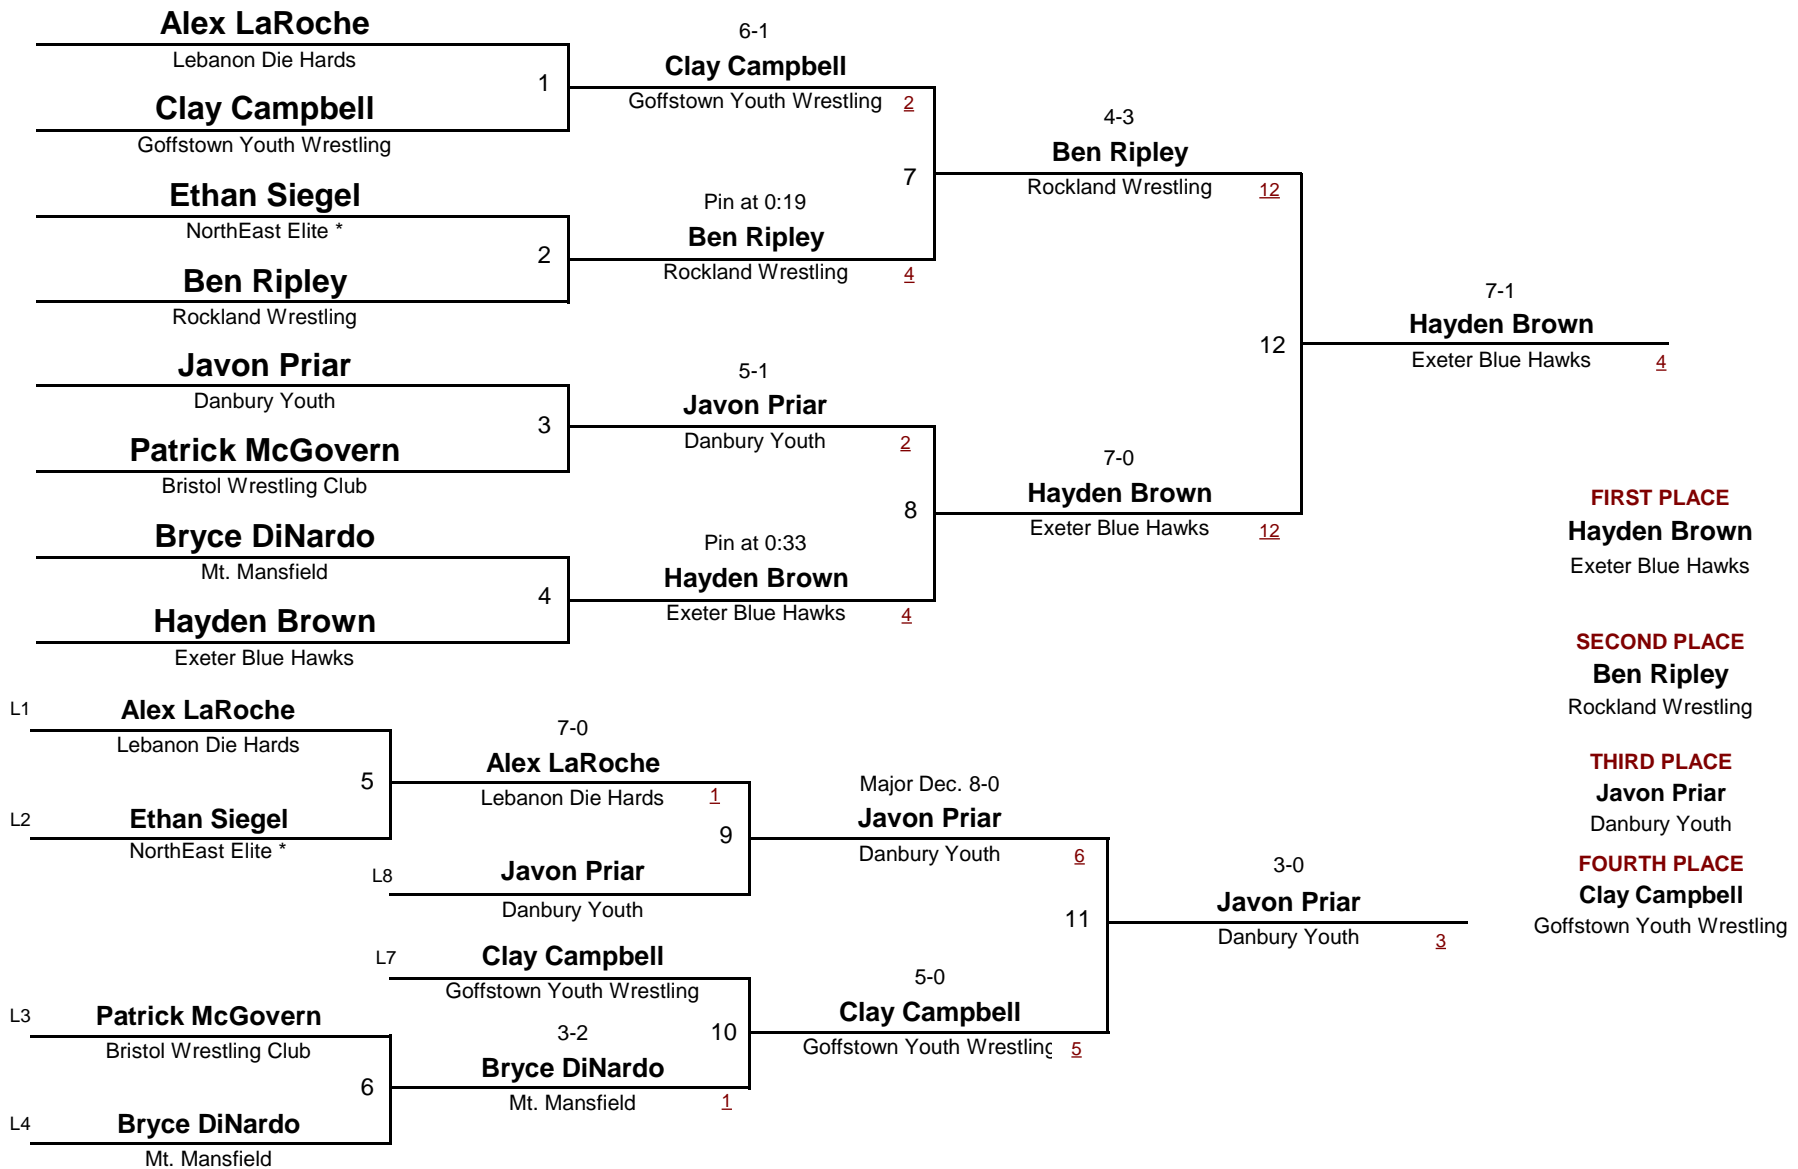 Alex LaRoche
Lebanon Die Hards
1
Clay Campbell
Goffstown Youth Wrestling
6-1
Clay Campbell
Goffstown Youth Wrestling 2
Ethan Siegel
NorthEast Elite *
2
Ben Ripley
Rockland Wrestling
Pin at 0:19
Ben Ripley
Rockland Wrestling 4
7
4-3
Ben Ripley
Rockland Wrestling 12
Javon Priar
Danbury Youth
3
Patrick McGovern
Bristol Wrestling Club
5-1
Javon Priar
Danbury Youth 2
Bryce DiNardo
Mt. Mansfield
4
Hayden Brown
Exeter Blue Hawks
Pin at 0:33
Hayden Brown
Exeter Blue Hawks 4
8
7-0
Hayden Brown
Exeter Blue Hawks 12
12
7-1
Hayden Brown
Exeter Blue Hawks 4
FIRST PLACE
Hayden Brown
Exeter Blue Hawks
SECOND PLACE
Ben Ripley
Rockland Wrestling
THIRD PLACE
Javon Priar
Danbury Youth
FOURTH PLACE
Clay Campbell
Goffstown Youth Wrestling
L1 Alex LaRoche
Lebanon Die Hards
5
L2 Ethan Siegel
NorthEast Elite *
7-0
Alex LaRoche
Lebanon Die Hards 1
9
L8 Javon Priar
Danbury Youth
Major Dec. 8-0
Javon Priar
Danbury Youth 6
L7 Clay Campbell
Goffstown Youth Wrestling
10
L3 Patrick McGovern
Bristol Wrestling Club
6
L4 Bryce DiNardo
Mt. Mansfield
3-2
Bryce DiNardo
Mt. Mansfield 1
5-0
Clay Campbell
Goffstown Youth Wrestling 5
11
3-0
Javon Priar
Danbury Youth 3